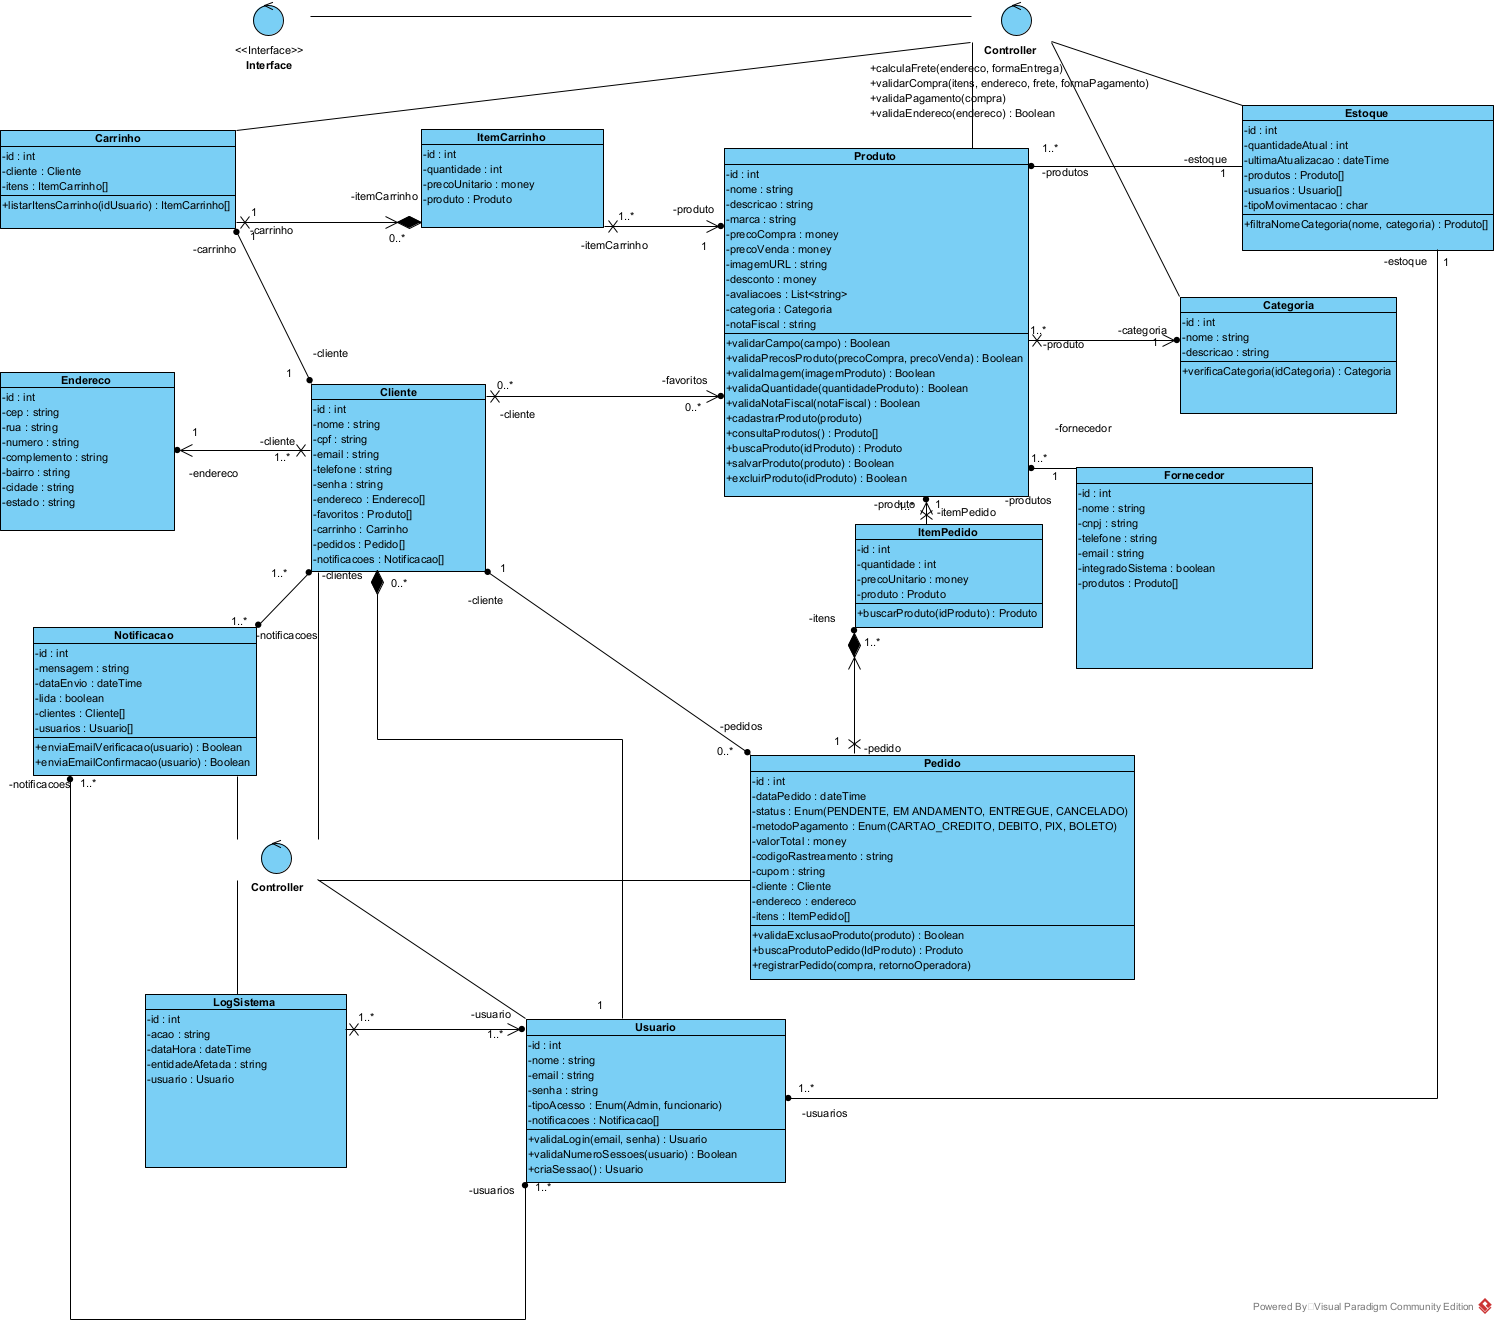 <<Interface>>
Interface
Controller
+calculaFrete(endereco, formaEntrega)
+validarCompra(itens, endereco, frete, formaPagamento)
+validaPagamento(compra)
+validaEndereco(endereco) : Boolean
Carrinho
-id : int
-cliente : Cliente
-itens : ItemCarrinho[]
+listarItensCarrinho(idUsuario) : ItemCarrinho[]
ItemCarrinho
-id : int
-quantidade : int
-precoUnitario : money
-produto : Produto
-itemCarrinho
1
-carrinho
0..*
1
-carrinho
1..*
-itemCarrinho
-produto
1
Produto
-id : int
-nome : string
-descricao : string
-marca : string
-precoCompra : money
-precoVenda : money
-imagemURL : string
-desconto : money
-avaliacoes : List<string>
-categoria : Categoria
-notaFiscal : string
+validarCampo(campo) : Boolean
+validaPrecosProduto(precoCompra, precoVenda) : Boolean
+validaImagem(imagemProduto) : Boolean
+validaQuantidade(quantidadeProduto) : Boolean
+validaNotaFiscal(notaFiscal) : Boolean
+cadastrarProduto(produto)
+consultaProdutos() : Produto[]
+buscaProduto(idProduto) : Produto
+salvarProduto(produto) : Boolean
+excluirProduto(idProduto) : Boolean
1..*
-produtos
-estoque
1
Estoque
-id : int
-quantidadeAtual : int
-ultimaAtualizacao : dateTime
-produtos : Produto[]
-usuarios : Usuario[]
-tipoMovimentacao : char
+filtraNomeCategoria(nome, categoria) : Produto[]
-estoque
1
Categoria
-id : int
-nome : string
-descricao : string
+verificaCategoria(idCategoria) : Categoria
1..*
-produto
-categoria
1
-cliente
1
Endereco
-id : int
-cep : string
-rua : string
-numero : string
-complemento : string
-bairro : string
-cidade : string
-estado : string
1
-endereco
-cliente
1..*
Cliente
-id : int
-nome : string
-cpf : string
-email : string
-telefone : string
-senha : string
-endereco : Endereco[]
-favoritos : Produto[]
-carrinho : Carrinho
-pedidos : Pedido[]
-notificacoes : Notificacao[]
0..*
-cliente
-favoritos
0..*
-fornecedor
1..*
1
-produtos
Fornecedor
-id : int
-nome : string
-cnpj : string
-telefone : string
-email : string
-integradoSistema : boolean
-produtos : Produto[]
-produto
1..*
1
-itemPedido
ItemPedido
-id : int
-quantidade : int
-precoUnitario : money
-produto : Produto
+buscarProduto(idProduto) : Produto
-itens
1..*
1
-pedido
1..*
-clientes
0..*
1
-cliente
1..*
-notificacoes
Notificacao
-id : int
-mensagem : string
-dataEnvio : dateTime
-lida : boolean
-clientes : Cliente[]
-usuarios : Usuario[]
+enviaEmailVerificacao(usuario) : Boolean
+enviaEmailConfirmacao(usuario) : Boolean
-notificacoes
1..*
-pedidos
0..*
Pedido
-id : int
-dataPedido : dateTime
-status : Enum(PENDENTE, EM ANDAMENTO, ENTREGUE, CANCELADO)
-metodoPagamento : Enum(CARTAO_CREDITO, DEBITO, PIX, BOLETO)
-valorTotal : money
-codigoRastreamento : string
-cupom : string
-cliente : Cliente
-endereco : endereco
-itens : ItemPedido[]
+validaExclusaoProduto(produto) : Boolean
+buscaProdutoPedido(IdProduto) : Produto
+registrarPedido(compra, retornoOperadora)
Controller
LogSistema
-id : int
-acao : string
-dataHora : dateTime
-entidadeAfetada : string
-usuario : Usuario
1..*
-usuario
1..*
1
Usuario
-id : int
-nome : string
-email : string
-senha : string
-tipoAcesso : Enum(Admin, funcionario)
-notificacoes : Notificacao[]
+validaLogin(email, senha) : Usuario
+validaNumeroSessoes(usuario) : Boolean
+criaSessao() : Usuario
1..*
-usuarios
-usuarios
1..*
Powered By Visual Paradigm Community Edition